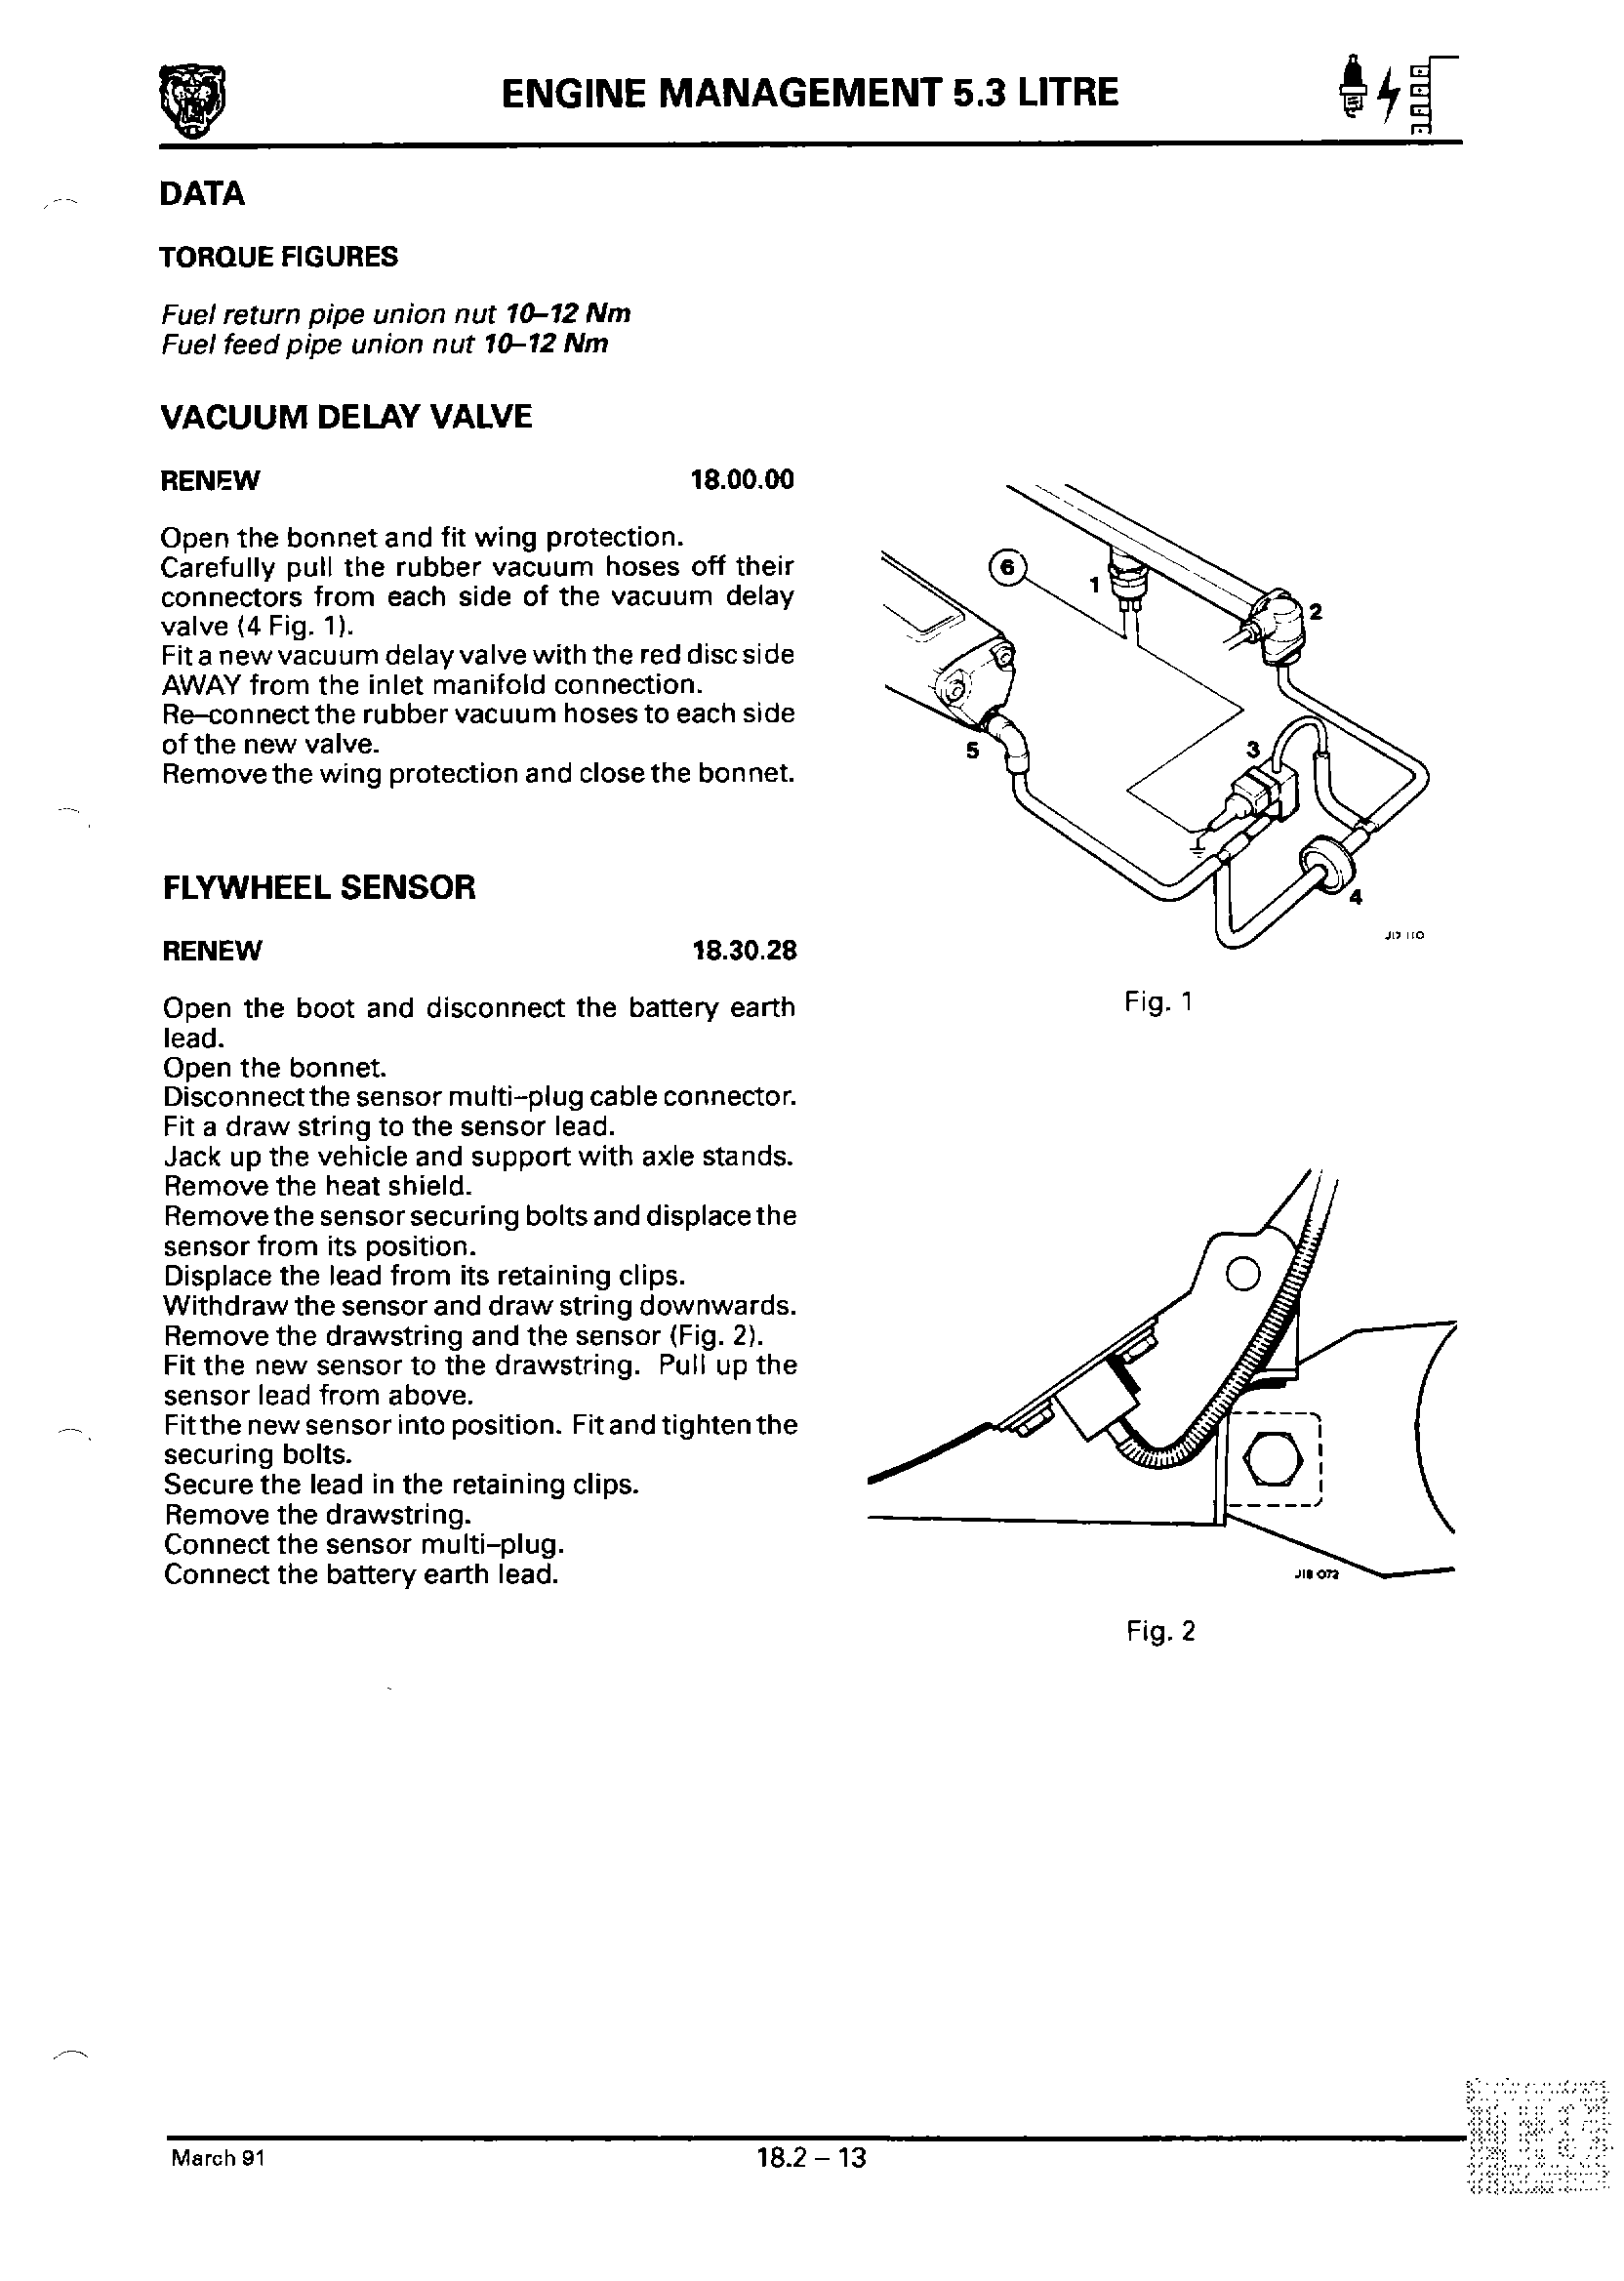 ENGINE MANAGEMENT 5.3 LITRE
DATA
TORQUE FIGURES
Fuel return pipe union nut 10–12 Nm
Fuel feed pipe union nut 10–12 Nm
VACUUM DELAY VALVE
RENEW 18.00.00
Open the bonnet and fit wing protection.
Carefully pull the rubber vacuum hoses off their
connectors from each side of the vacuum delay
valve (4 Fig. 1).
Fit a new vacuum delay valve with the red disc side
AWAY from the inlet manifold connection.
Re–connect the rubber vacuum hoses to each side
of the new valve.
Remove the wing protection and close the bonnet.
FLYWHEEL SENSOR
RENEW 18.30.28
Open the boot and disconnect the battery earth
lead.
Open the bonnet.
Disconnect the sensor multi–plug cable connector.
Fit a draw string to the sensor lead.
Jack up the vehicle and support with axle stands.
Remove the heat shield.
Remove the sensor securing bolts and displace the
sensor from its position.
Displace the lead from its retaining clips.
Withdraw the sensor and draw string downwards.
Remove the drawstring and the sensor (Fig. 2).
Fit the new sensor to the drawstring. Pull up the
sensor lead from above.
Fit the new sensor into position. Fit and tighten the
securing bolts.
Secure the lead in the retaining clips.
Remove the drawstring.
Connect the sensor multi–plug.
Connect the battery earth lead.
6
1
2
3
5
4
Fig. 1
J18 072
Fig. 2
March 91
18.2 – 13